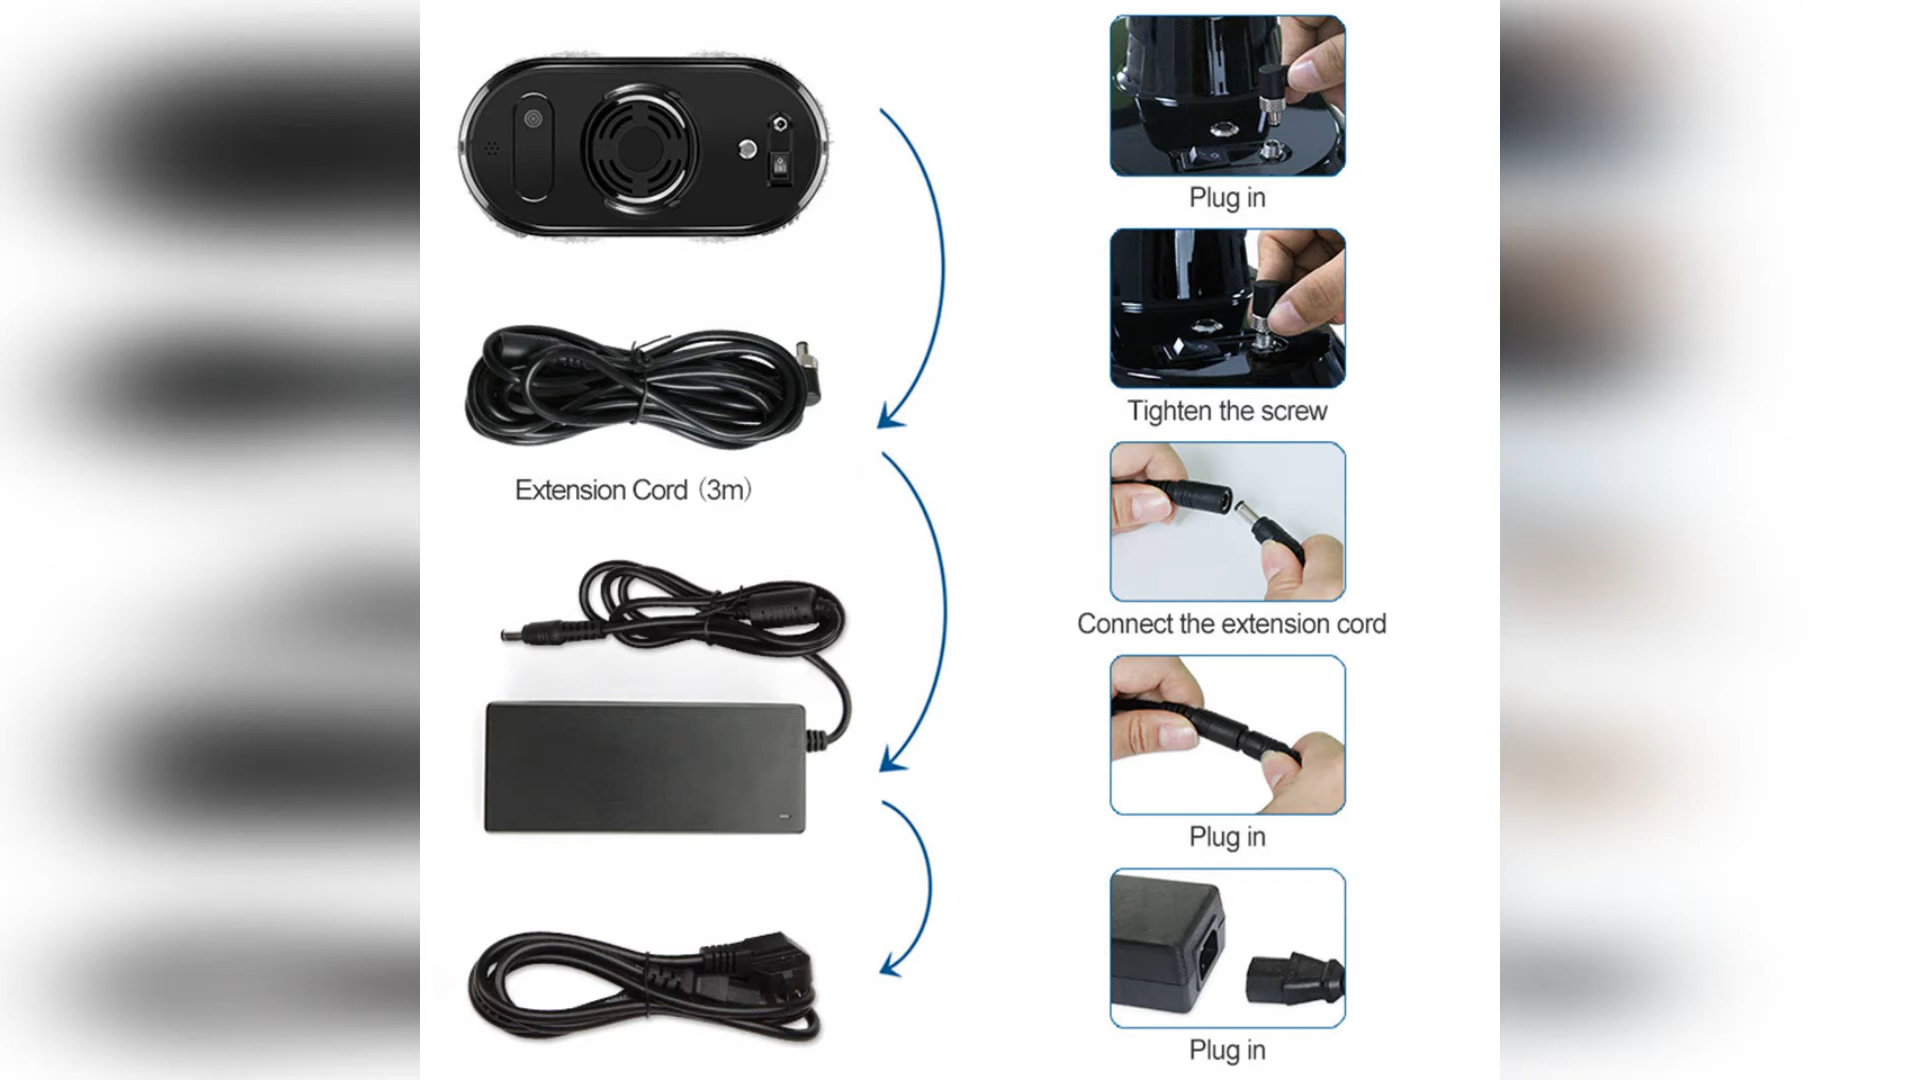 Plug in
Tighten the screw
Extension Cord (3m)
Connect the extension cord
Plug in
Plug in